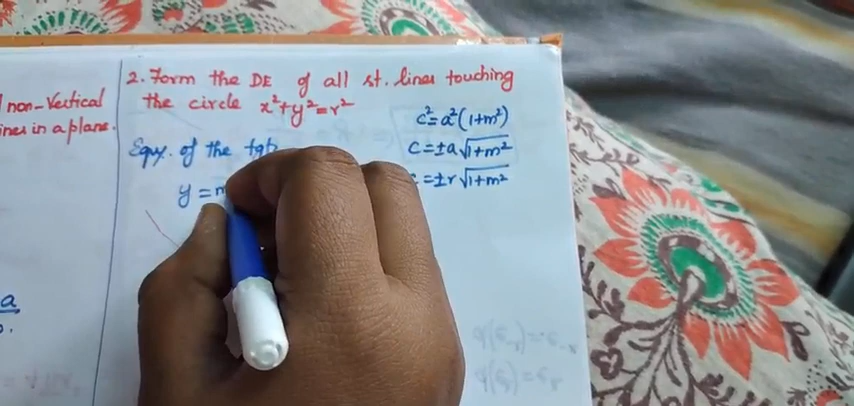 non-Vertical
lines in a plane.
a
2. Form the DE of all st. lines touching
the circle x²+y²=r²
c²=a²(1+m²)
c=±a√1+m²
=±r√1+m²
Eqn. of the tgt
y = m